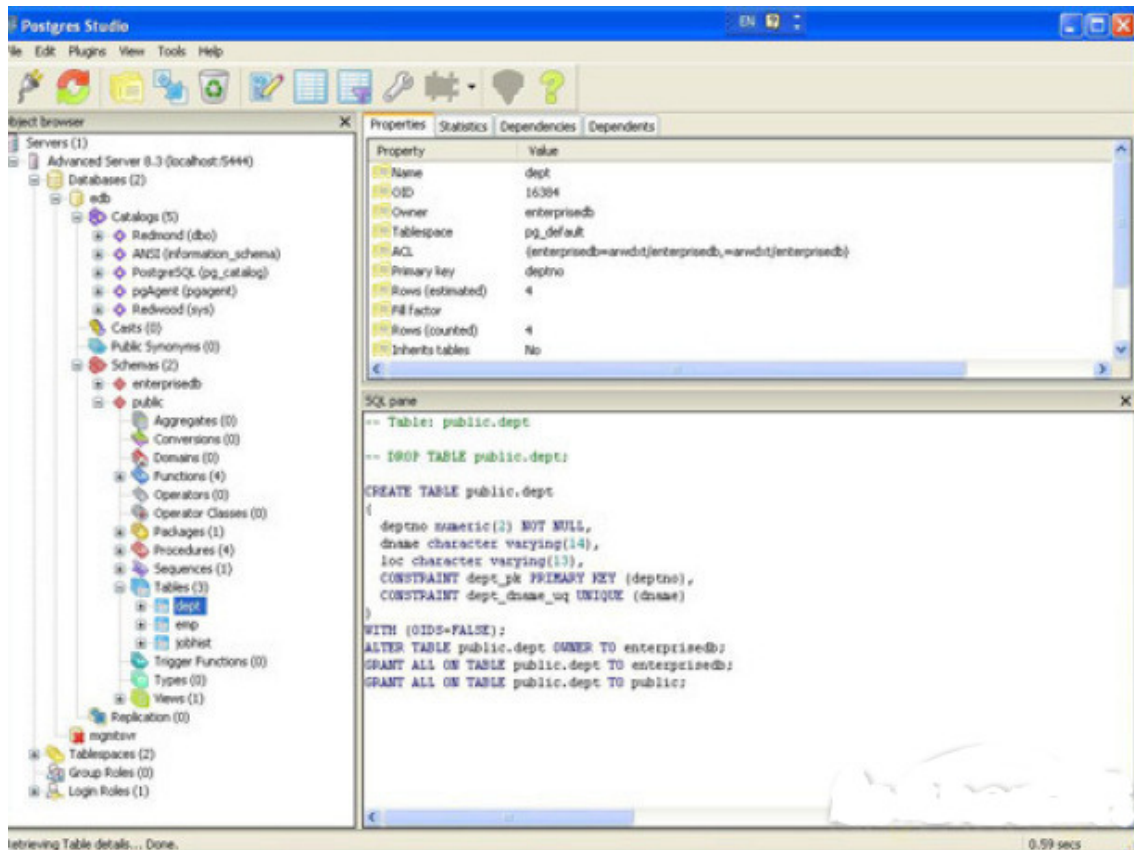 Postgres Studio
EN
Edit Plugins View Tools Help
Object browser
Servers (1)
Advanced Server 8.3 (localhost:5444)
Databases (2)
edb
Catalogs (5)
Redmond (dbo)
ANSI (information_schema)
PostgreSQL (pg_catalog)
pgAgent (pgagent)
Redwood (sys)
Casts (0)
Public Synonyms (0)
Schemas (2)
enterprisedb
public
Aggregates (0)
Conversions (0)
Domains (0)
Functions (4)
Operators (0)
Operator Classes (0)
Packages (1)
Procedures (4)
Sequences (1)
Tables (3)
dept
emp
jobhist
Trigger Functions (0)
Types (0)
Views (1)
Replication (0)
mgmtsvr
Tablespaces (2)
Group Roles (0)
Login Roles (1)
Properties Statistics Dependencies Dependents
Property Value
Name dept
OID 16384
Owner enterprisedb
Tablespace pg_default
ACL {enterprisedb=arwdxt/enterprisedb,=arwdxt/enterprisedb}
Primary key deptno
Rows (estimated) 4
Fill factor
Rows (counted) 4
Inherits tables No
SQL pane
-- Table: public.dept
-- DROP TABLE public.dept;
CREATE TABLE public.dept
(
deptno numeric(2) NOT NULL,
dname character varying(14),
loc character varying(13),
CONSTRAINT dept_pk PRIMARY KEY (deptno),
CONSTRAINT dept_dname_uq UNIQUE (dname)
)
WITH (OIDS=FALSE);
ALTER TABLE public.dept OWNER TO enterprisedb;
GRANT ALL ON TABLE public.dept TO enterprisedb;
GRANT ALL ON TABLE public.dept TO public;
Retrieving Table details... Done.
0.59 secs